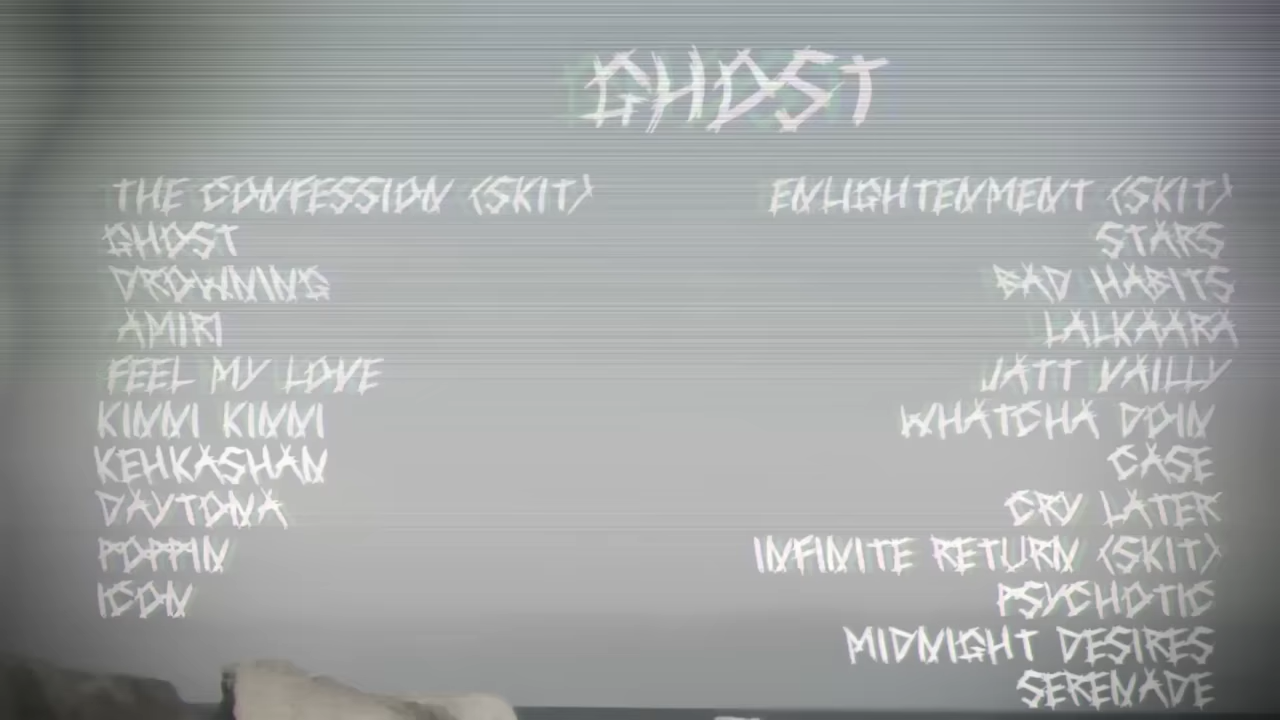 GHOST
THE CONFESSION (SKIT)
GHOST
DROWNING
AMIRI
FEEL MY LOVE
KINNI KINNI
KEHKASHAN
DAYTONA
POPPIN
ICON
ENLIGHTENMENT (SKIT)
STARS
BAD HABITS
LALKAARA
JATT VAILLY
WHATCHA DOIN
CASE
CRY LATER
INFINITE RETURN (SKIT)
PSYCHOTIC
MIDNIGHT DESIRES
SERENADE